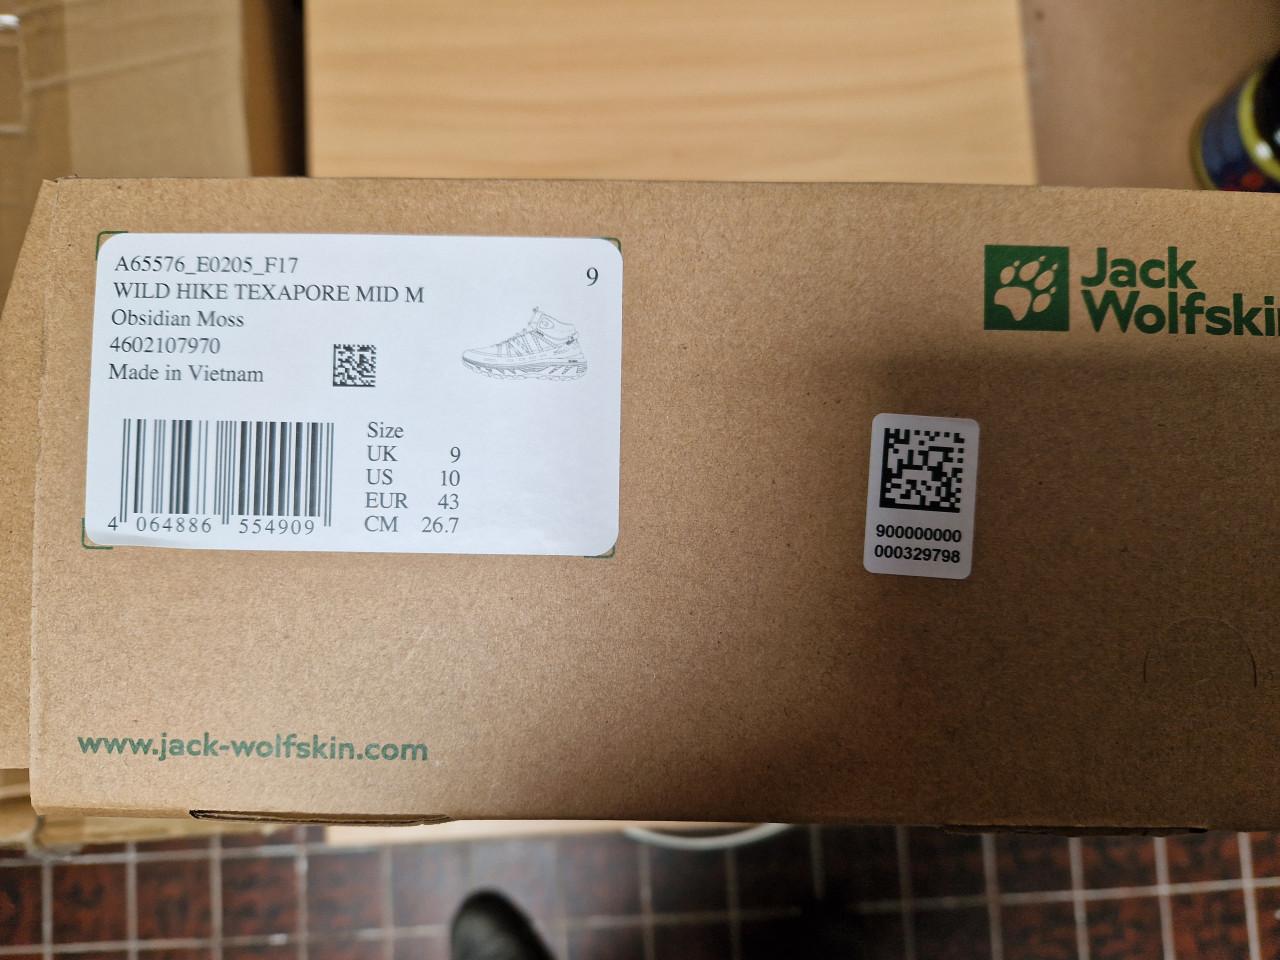 A65576_E0205_F17
WILD HIKE TEXAPORE MID M
Obsidian Moss
4602107970
Made in Vietnam
9
Size
UK 9
US 10
EUR 43
CM 26.7
4 064886 554909
Jack
Wolfskin
900000000
000329798
www.jack-wolfskin.com